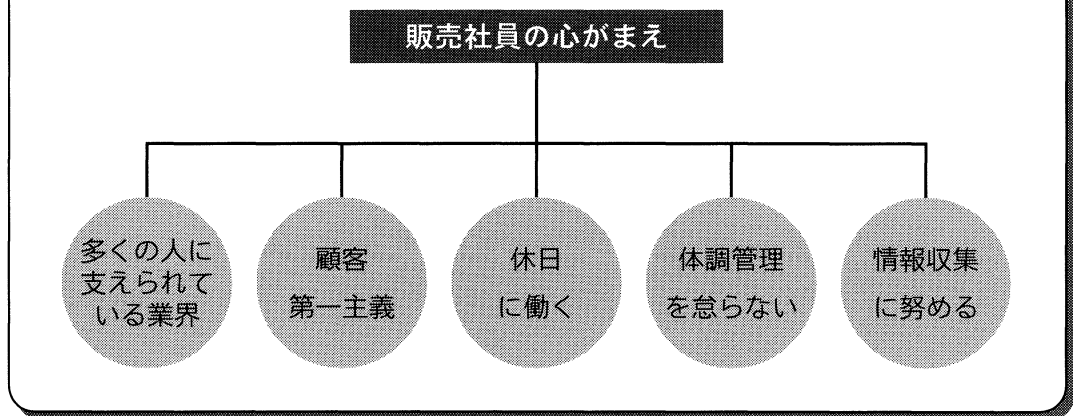 販売社員の心がまえ
多くの人に
支えられて
いる業界
顧客
第一主義
休日
に働く
体調管理
を怠らない
情報収集
に努める